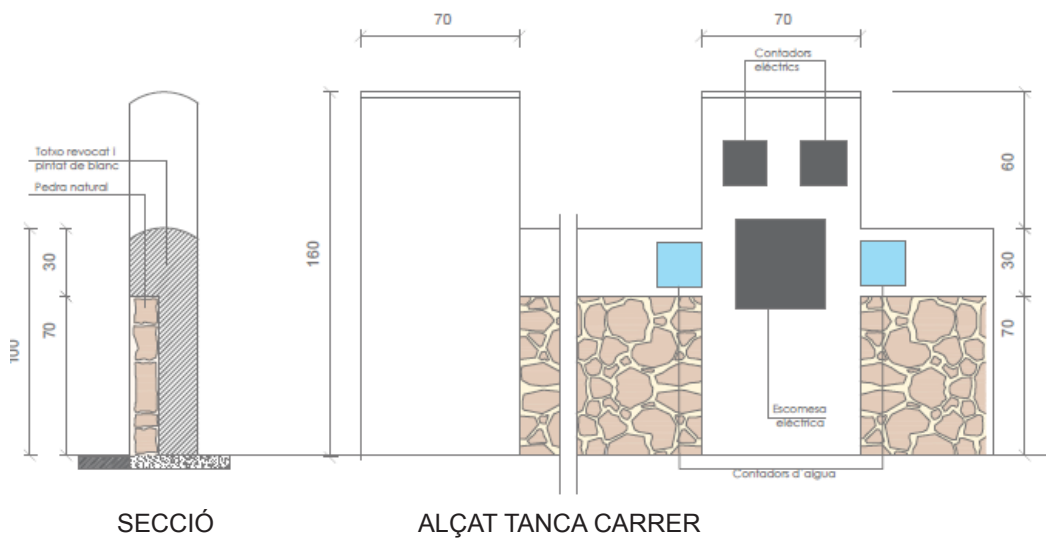 70
70
Contadors
elèctrics
Totxo revocat i
pintat de blanc
Pedra natural
60
160
30
30
70
70
100
Escomesa
elèctrica
Contadors d'aigua
SECCIÓ
ALÇAT TANCA CARRER